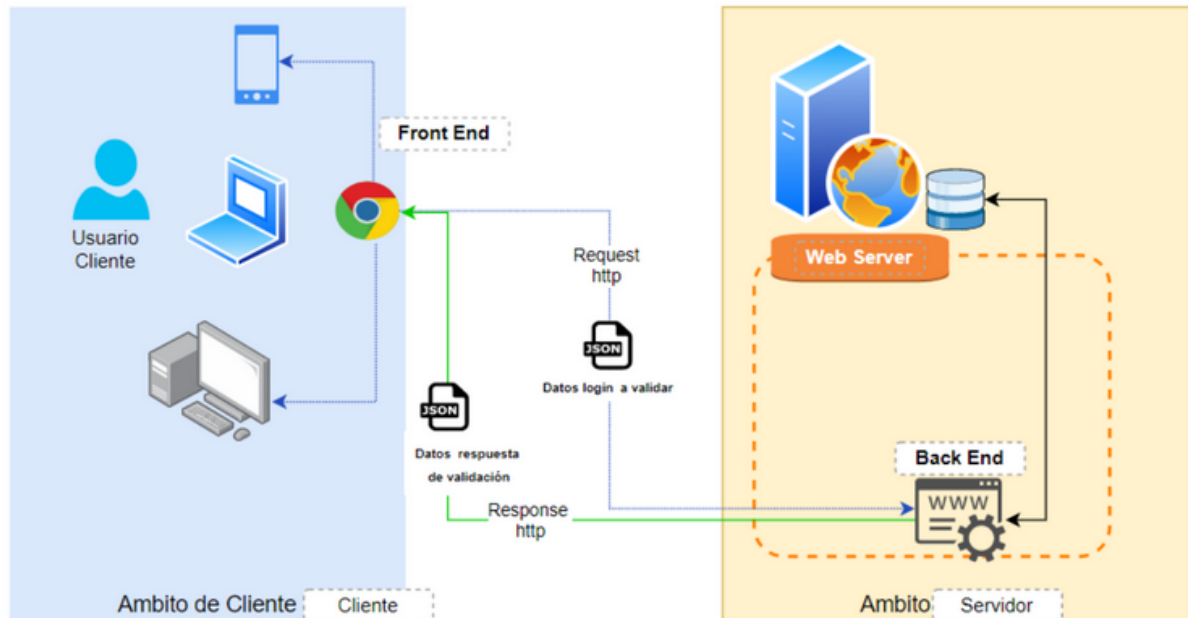 Front End
Usuario
Cliente
Request
http
JSON
Datos login a validar
JSON
Datos respuesta
de validación
Response
http
Web Server
Back End
WWW
Ambito de Cliente
Cliente
Ambito
Servidor